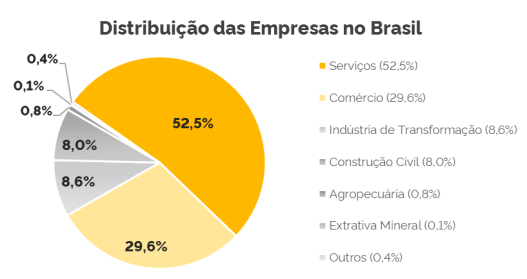 Distribuição das Empresas no Brasil
0,4%
0,1%
0,8%
8,0%
8,6%
52,5%
29,6%
Serviços (52,5%)
Comércio (29,6%)
Indústria de Transformação (8,6%)
Construção Civil (8,0%)
Agropecuária (0,8%)
Extrativa Mineral (0,1%)
Outros (0,4%)